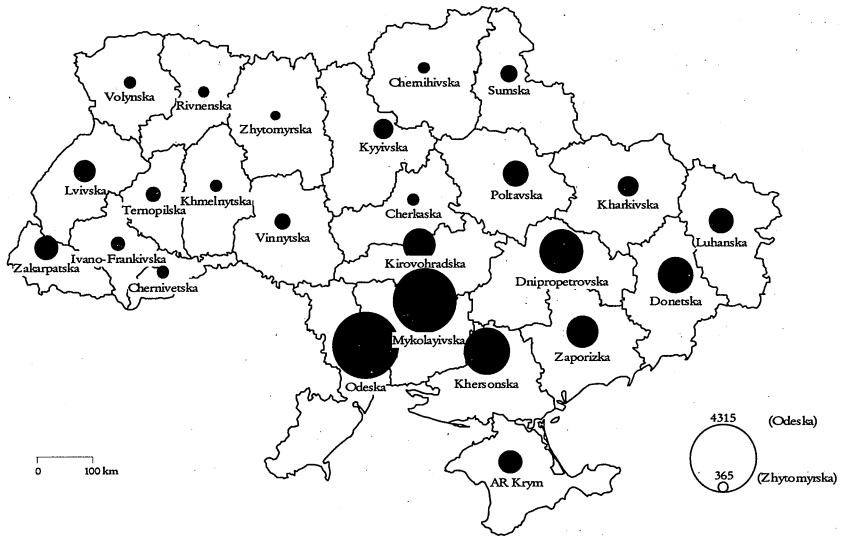 Volynska
Rivnenska
Zhytomyrska
Chernihivska
Sumska
Kyyivska
Lvivska
Ternopilska
Khmelnytska
Vinnytska
Cherkaska
Poltavska
Kharkivska
Luhanska
Zakarpatska
Ivano-Frankivska
Chernivetska
Kirovohradska
Dnipropetrovska
Donetska
Mykolayivska
Odeska
Khersonska
Zaporizka
AR Krym
0 100 km
4315 (Odeska)
365 (Zhytomyrska)